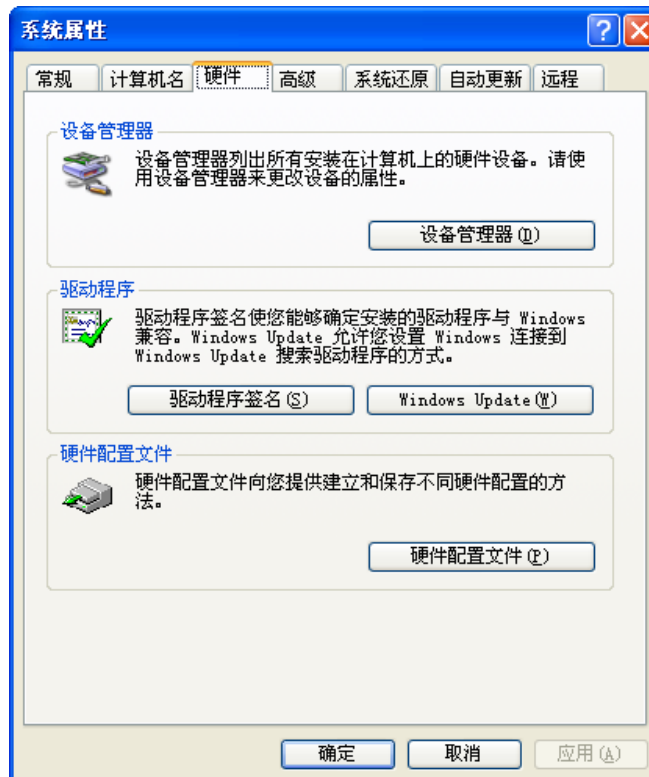 系统属性
常规 计算机名 硬件 高级 系统还原 自动更新 远程
设备管理器
设备管理器列出所有安装在计算机上的硬件设备。请使
用设备管理器来更改设备的属性。
设备管理器(D)
驱动程序
驱动程序签名使您能够确定安装的驱动程序与 Windows
兼容。Windows Update 允许您设置 Windows 连接到
Windows Update 搜索驱动程序的方式。
驱动程序签名(S) Windows Update(W)
硬件配置文件
硬件配置文件向您提供建立和保存不同硬件配置的方
法。
硬件配置文件(P)
确定 取消 应用(A)